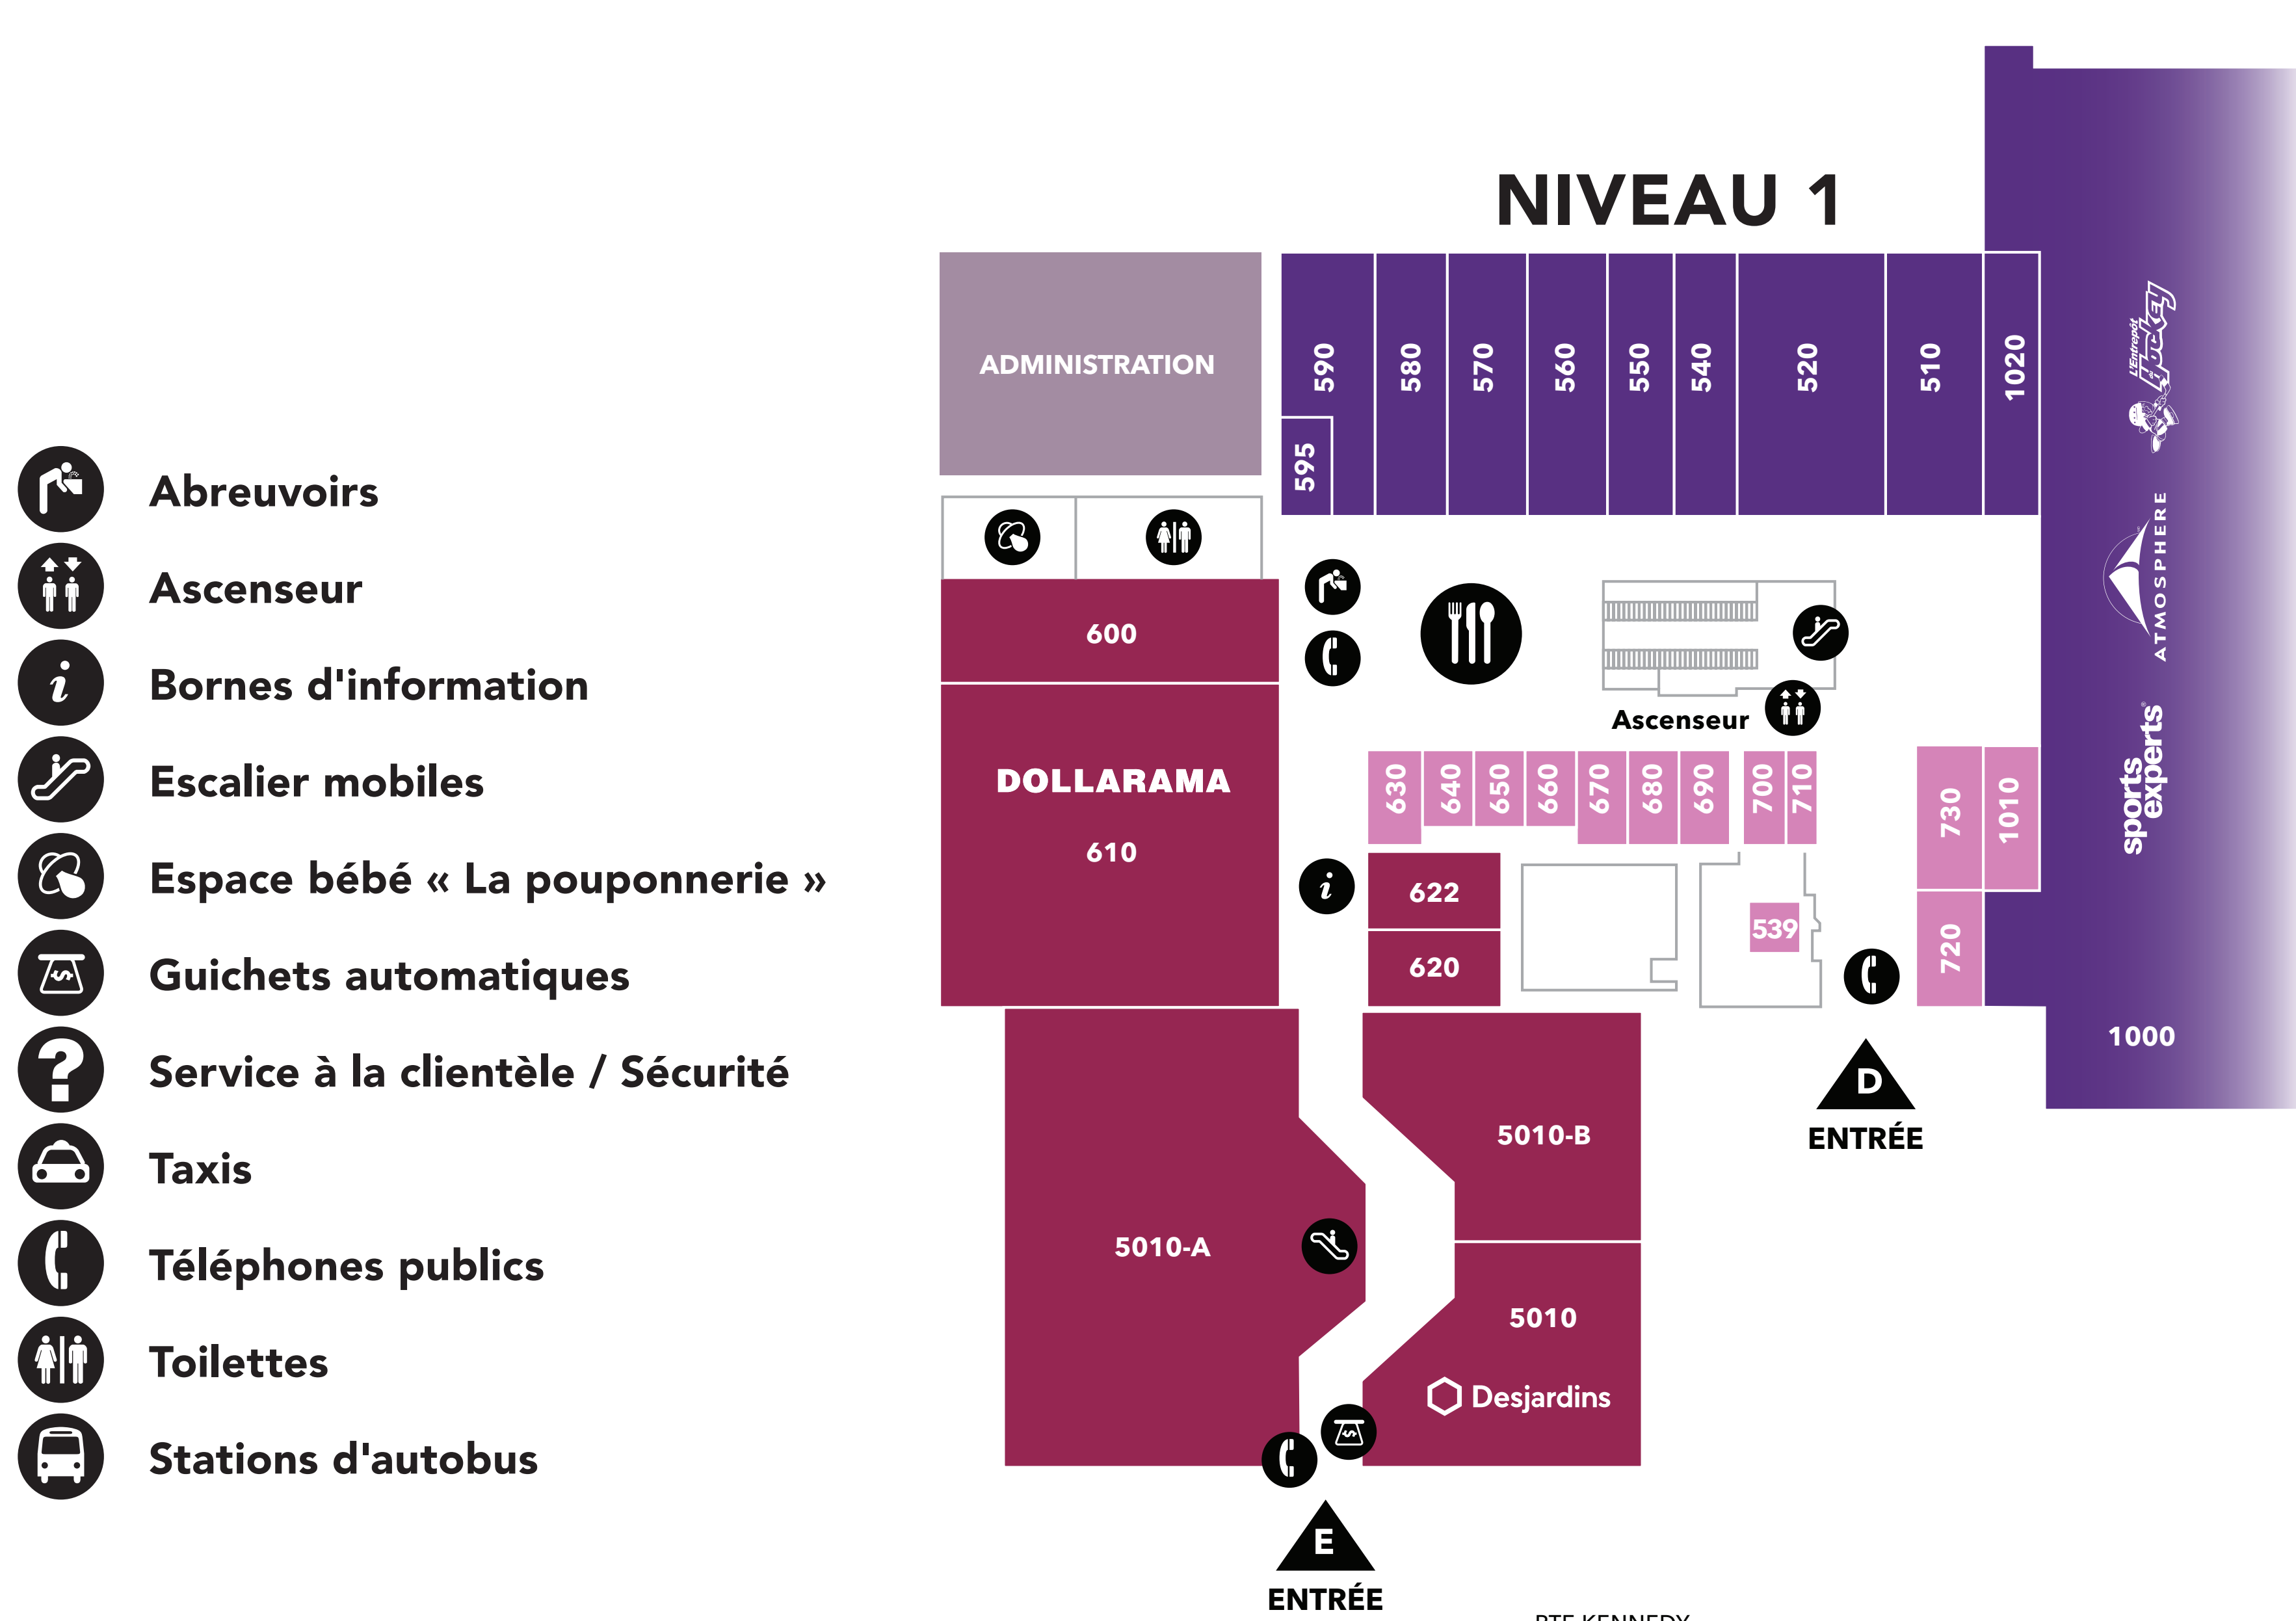 NIVEAU 1
Abreuvoirs
Ascenseur
Bornes d'information
Escalier mobiles
Espace bébé « La pouponnerie »
Guichets automatiques
Service à la clientèle / Sécurité
Taxis
Téléphones publics
Toilettes
Stations d'autobus
ADMINISTRATION
590
595
580
570
560
550
540
520
510
1020
L'Entrepôt
du Hockey
ATMOSPHERE
sports
experts
1000
600
DOLLARAMA
610
Ascenseur
630
640
650
660
670
680
690
700
710
730
1010
720
622
620
539
5010-A
5010-B
5010
Desjardins
D
ENTRÉE
E
ENTRÉE
RTE KENNEDY